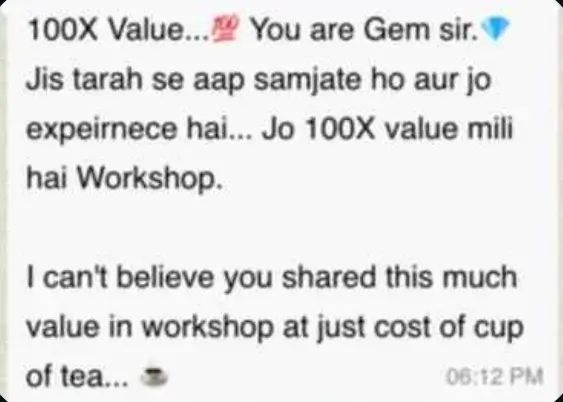 100X Value...💯 You are Gem sir.💎
Jis tarah se aap samjate ho aur jo
expeirnece hai... Jo 100X value mili
hai Workshop.
I can't believe you shared this much
value in workshop at just cost of cup
of tea... ☕
06:12 PM